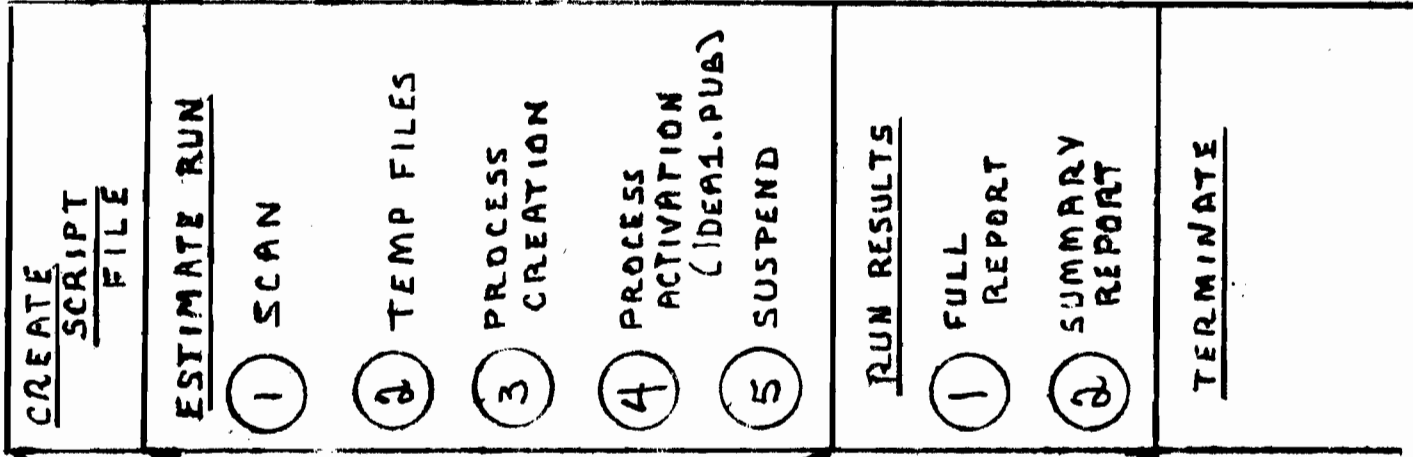 CREATE
SCRIPT
FILE
ESTIMATE RUN
1 SCAN
2 TEMP FILES
3 PROCESS
CREATION
4 PROCESS
ACTIVATION
(IDEA1.PUB)
5 SUSPEND
RUN RESULTS
1 FULL
REPORT
2 SUMMARY
REPORT
TERMINATE